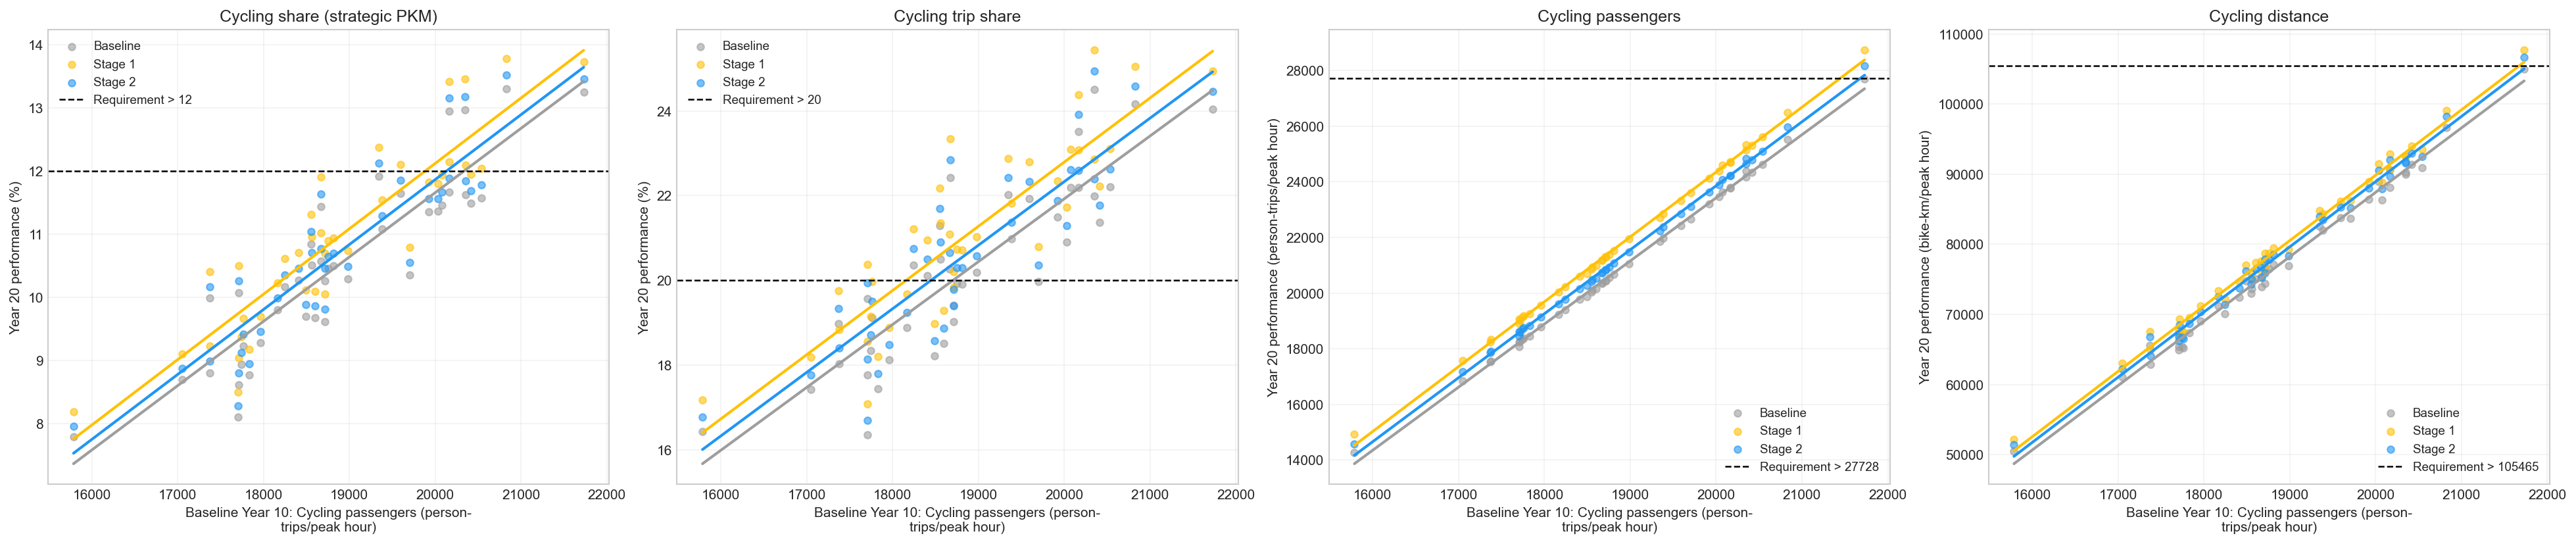 Cycling share (strategic PKM)
Baseline
Stage 1
Stage 2
Requirement > 12
Year 20 performance (%)
14
13
12
11
10
9
8
16000 17000 18000 19000 20000 21000 22000
Baseline Year 10: Cycling passengers (person-
trips/peak hour)
Cycling trip share
Baseline
Stage 1
Stage 2
Requirement > 20
Year 20 performance (%)
24
22
20
18
16
16000 17000 18000 19000 20000 21000 22000
Baseline Year 10: Cycling passengers (person-
trips/peak hour)
Cycling passengers
Year 20 performance (person-trips/peak hour)
28000
26000
24000
22000
20000
18000
16000
14000
Baseline
Stage 1
Stage 2
Requirement > 27728
16000 17000 18000 19000 20000 21000 22000
Baseline Year 10: Cycling passengers (person-
trips/peak hour)
Cycling distance
Year 20 performance (bike-km/peak hour)
110000
100000
90000
80000
70000
60000
50000
Baseline
Stage 1
Stage 2
Requirement > 105465
16000 17000 18000 19000 20000 21000 22000
Baseline Year 10: Cycling passengers (person-
trips/peak hour)